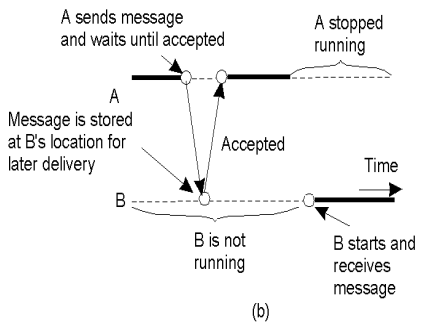 A sends message
and waits until accepted
A stopped
running
A
Message is stored
at B's location for
later delivery
Accepted
Time
B
B is not
running
B starts and
receives
message
(b)